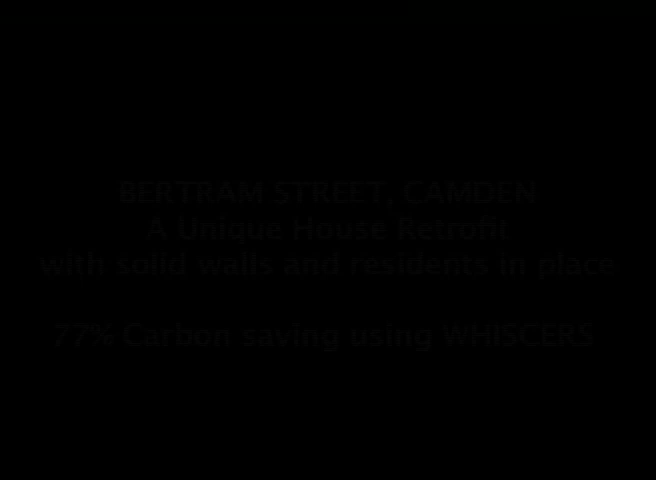 BERTRAM STREET, CAMDEN
A Unique House Retrofit
with solid walls and residents in place
77% Carbon saving using WHISCERS